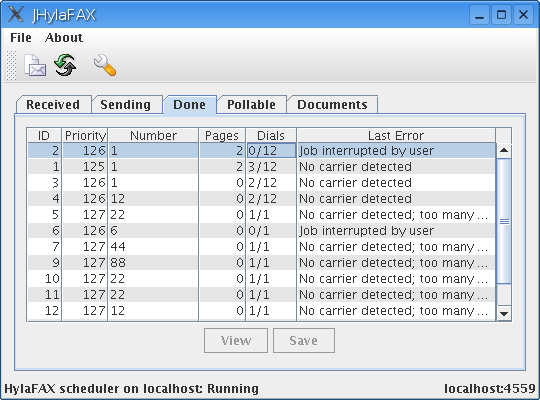 JHylaFAX
File About
Received Sending Done Pollable Documents
ID Priority Number Pages Dials Last Error
2 126 1 2 0/12 Job interrupted by user
1 125 1 2 3/12 No carrier detected
3 126 1 0 2/12 No carrier detected
4 126 12 0 2/12 No carrier detected
5 127 22 0 1/1 No carrier detected; too many ...
6 126 6 0 0/1 Job interrupted by user
7 127 44 0 1/1 No carrier detected; too many ...
9 127 88 0 1/1 No carrier detected; too many ...
10 127 22 0 1/1 No carrier detected; too many ...
11 127 22 0 1/1 No carrier detected; too many ...
12 127 12 0 1/1 No carrier detected; too many ...
View Save
HylaFAX scheduler on localhost: Running localhost:4559